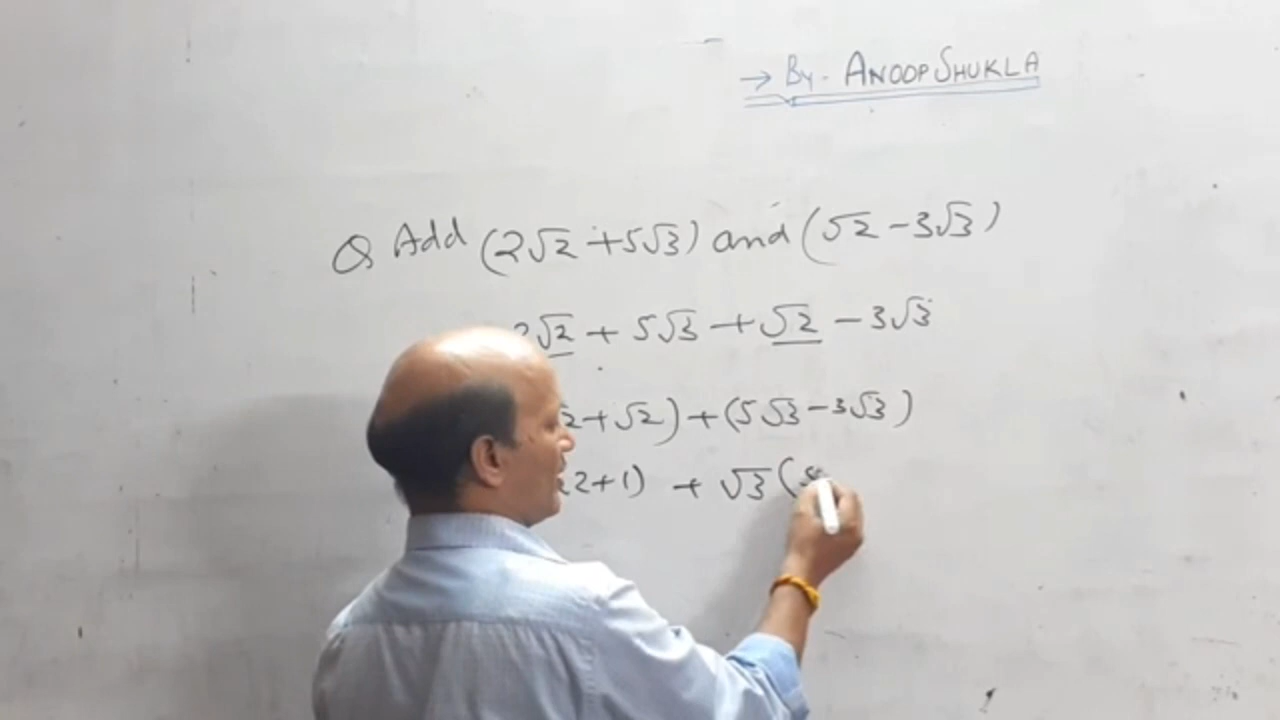 → By - ANOOP SHUKLA
Q Add (2√2 + 5√3) and (√2 - 3√3)
2√2 + 5√3 + √2 - 3√3
2 + √2) + (5√3 - 3√3)
2 + 1) + √3 (5